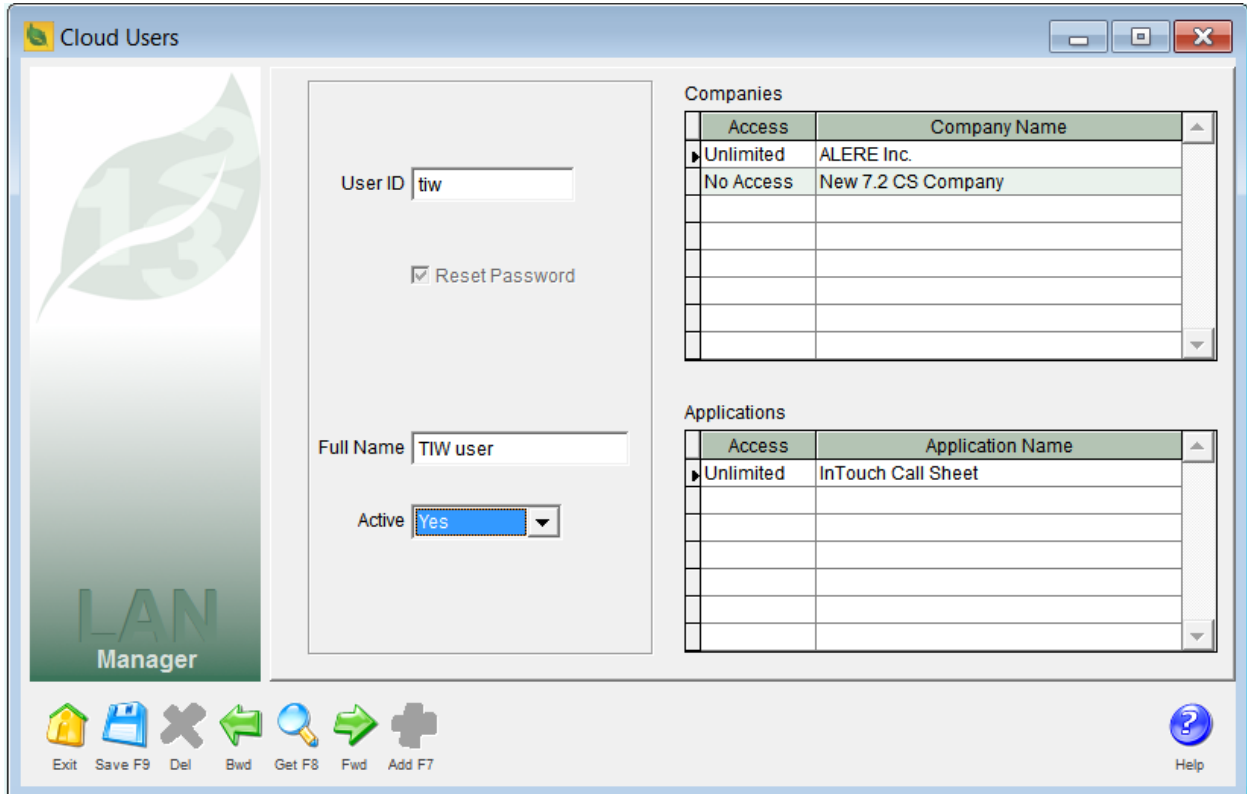 Cloud Users
User ID tiw
Reset Password
Full Name TIW user
Active Yes
Companies
Access Company Name
Unlimited ALERE Inc.
No Access New 7.2 CS Company
Applications
Access Application Name
Unlimited InTouch Call Sheet
LAN
Manager
Exit Save F9 Del Bwd Get F8 Fwd Add F7 Help